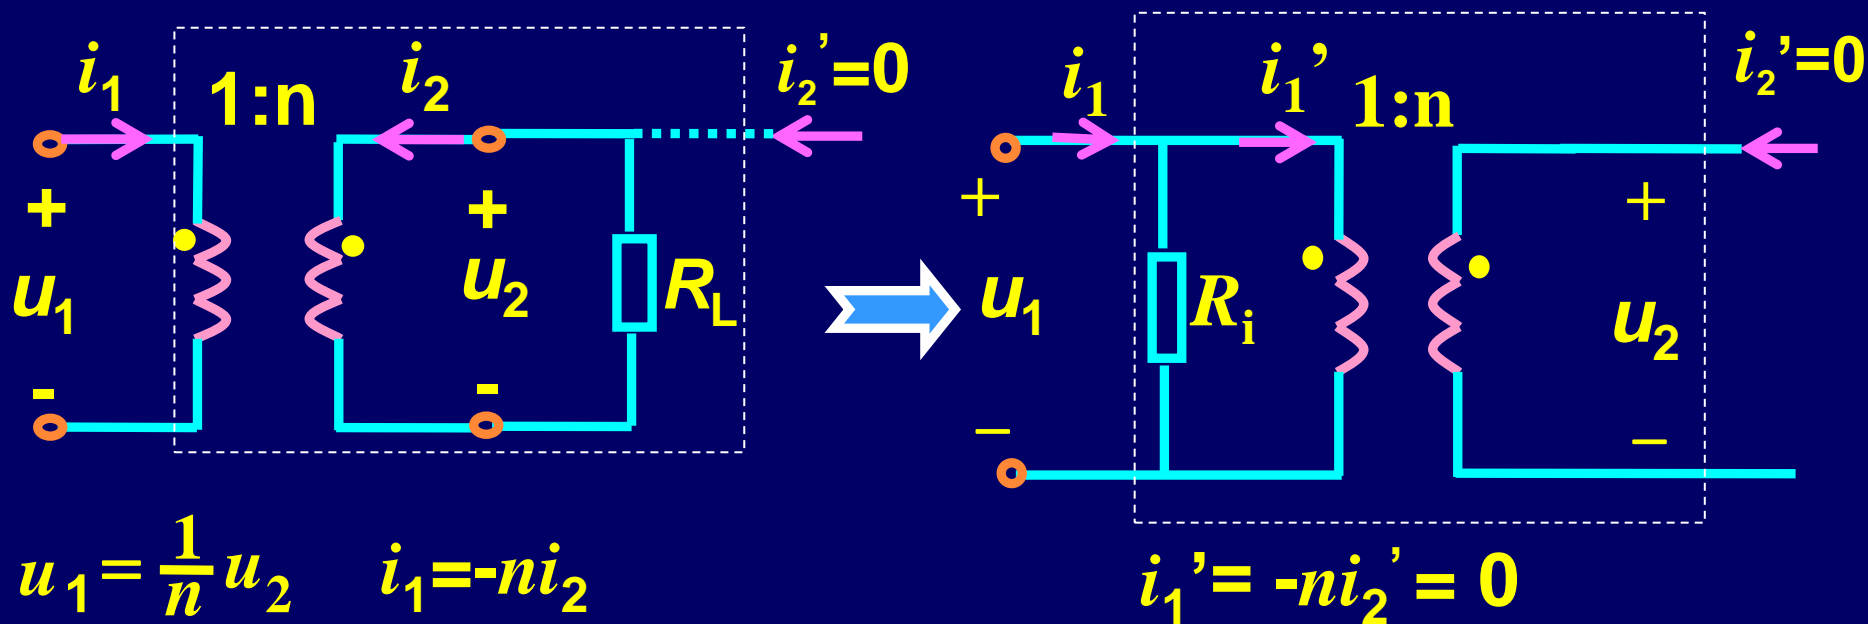 i1 1:n i2 i2’=0
+ u1 - + u2 - RL
i1 i1’ 1:n i2’=0
+ u1 − Ri + u2 −
u1 = 1/n u2 i1=-ni2
i1’= -ni2’ = 0